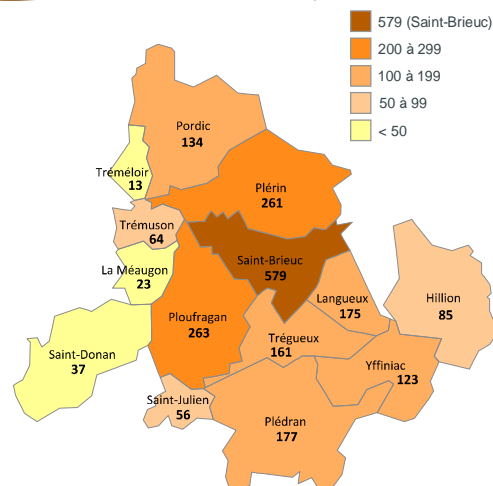 579 (Saint-Brieuc)
200 à 299
100 à 199
50 à 99
< 50
Pordic
134
Tréméloir
13
Plérin
261
Trémuson
64
Saint-Brieuc
579
La Méaugon
23
Langueux
175
Hillion
85
Ploufragan
263
Trégueux
161
Saint-Donan
37
Yffiniac
123
Saint-Julien
56
Plédran
177